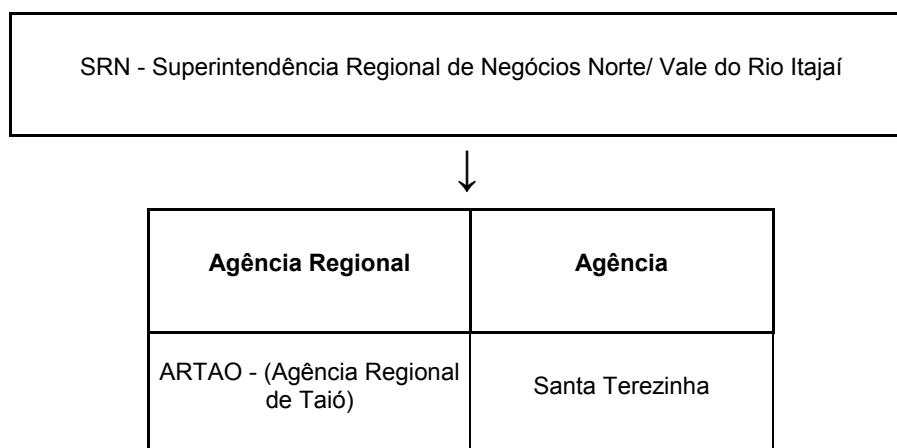 SRN - Superintendência Regional de Negócios Norte/ Vale do Rio Itajaí
↓
Agência Regional
Agência
ARTAO - (Agência Regional
de Taió)
Santa Terezinha